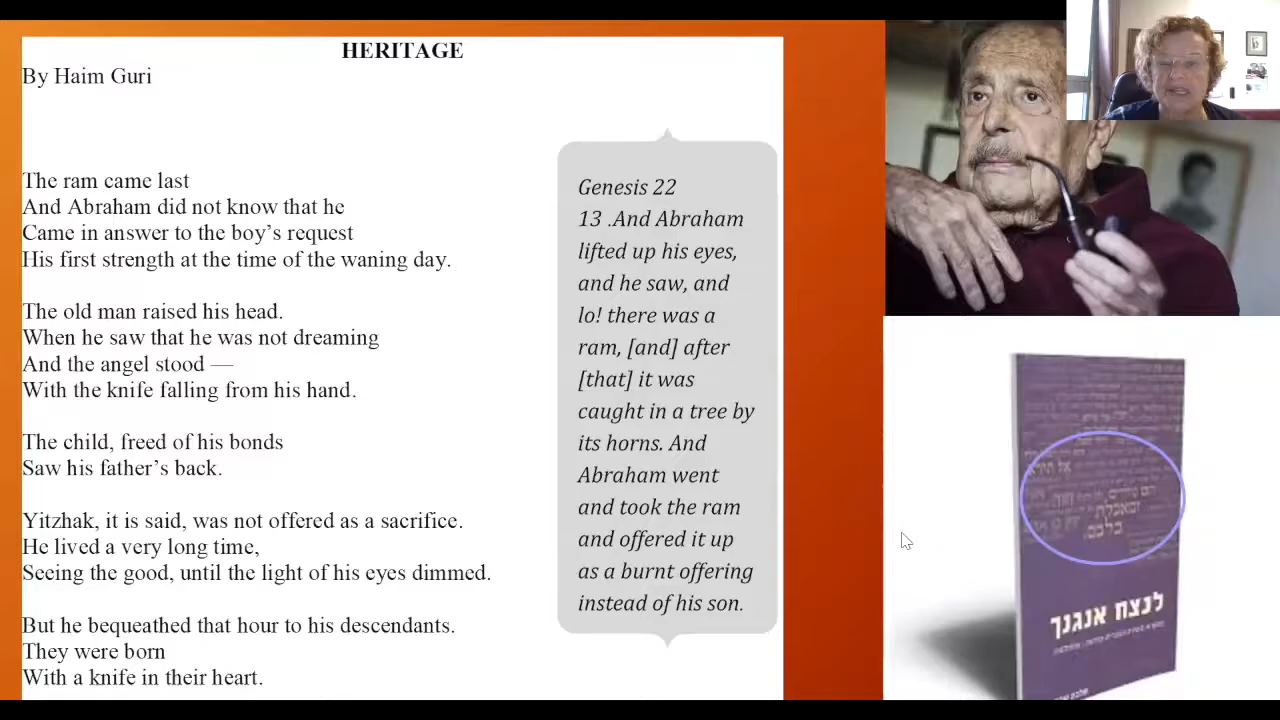 HERITAGE
By Haim Guri
The ram came last
And Abraham did not know that he
Came in answer to the boy’s request
His first strength at the time of the waning day.
The old man raised his head.
When he saw that he was not dreaming
And the angel stood —
With the knife falling from his hand.
The child, freed of his bonds
Saw his father’s back.
Yitzhak, it is said, was not offered as a sacrifice.
He lived a very long time,
Seeing the good, until the light of his eyes dimmed.
But he bequeathed that hour to his descendants.
They were born
With a knife in their heart.
Genesis 22
13 .And Abraham
lifted up his eyes,
and he saw, and
lo! there was a
ram, [and] after
[that] it was
caught in a tree by
its horns. And
Abraham went
and took the ram
and offered it up
as a burnt offering
instead of his son.
הם נולדים
ומאכלת
בלבם
לנצח אנגנך